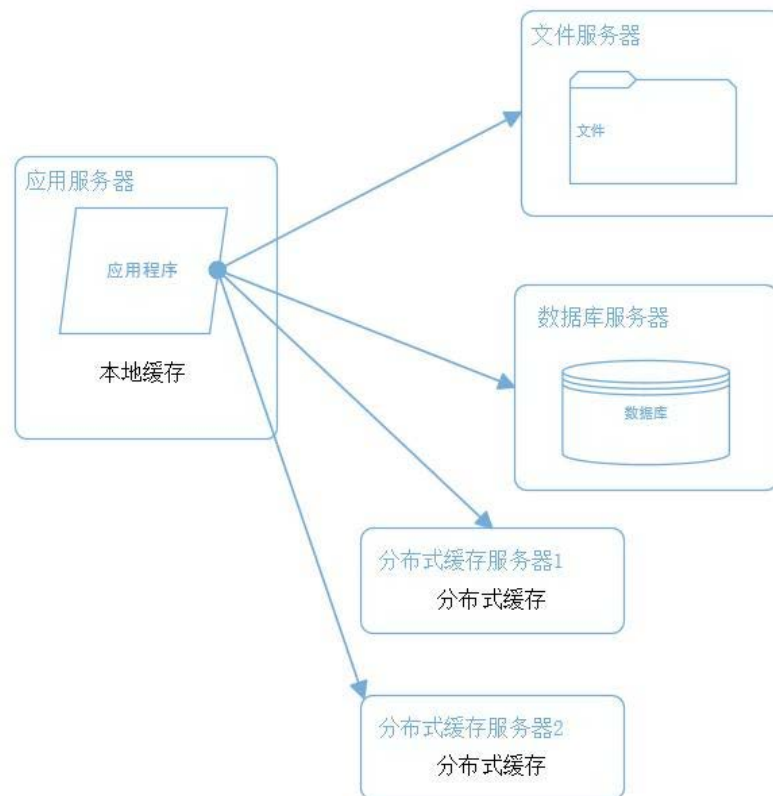 文件服务器
文件
应用服务器
应用程序
本地缓存
数据库服务器
数据库
分布式缓存服务器1
分布式缓存
分布式缓存服务器2
分布式缓存